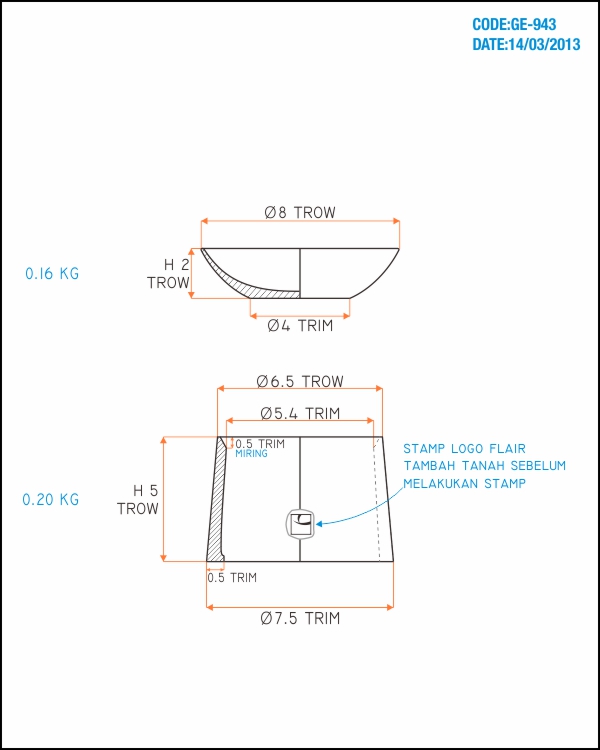 CODE:GE-943
DATE:14/03/2013
Ø8 TROW
H 2
TROW
0.16 KG
Ø4 TRIM
Ø6.5 TROW
Ø5.4 TRIM
0.5 TRIM
MIRING
STAMP LOGO FLAIR
TAMBAH TANAH SEBELUM
MELAKUKAN STAMP
H 5
TROW
0.20 KG
0.5 TRIM
Ø7.5 TRIM